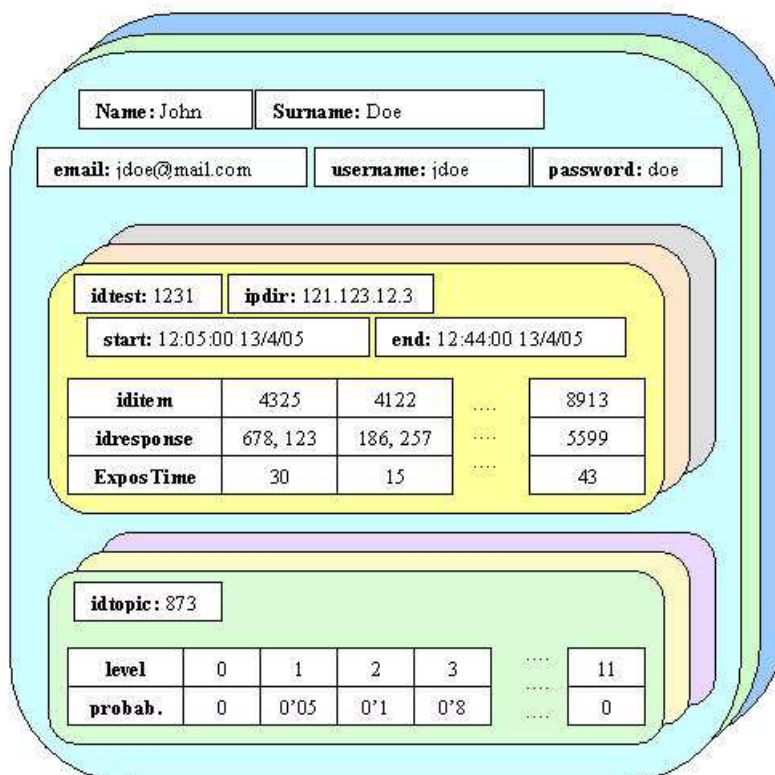 Name: John Surname: Doe
email: jdoe@mail.com username: jdoe password: doe
idtest: 1231 ipdir: 121.123.12.3
start: 12:05:00 13/4/05 end: 12:44:00 13/4/05
iditem 4325 4122 .... 8913
idresponse 678, 123 186, 257 .... 5599
ExposTime 30 15 .... 43
idtopic: 873
level 0 1 2 3 .... 11
....
probab. 0 0'05 0'1 0'8 .... 0